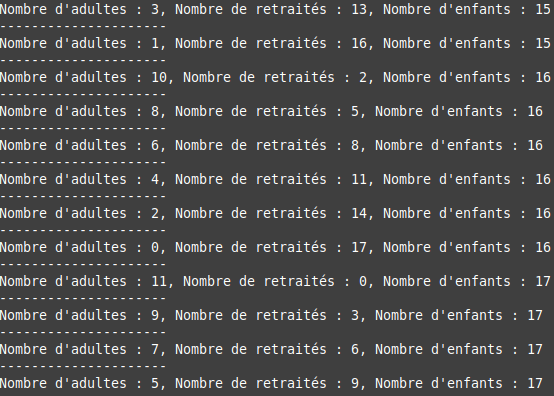 Nombre d'adultes : 3, Nombre de retraités : 13, Nombre d'enfants : 15
---------------------
Nombre d'adultes : 1, Nombre de retraités : 16, Nombre d'enfants : 15
---------------------
Nombre d'adultes : 10, Nombre de retraités : 2, Nombre d'enfants : 16
---------------------
Nombre d'adultes : 8, Nombre de retraités : 5, Nombre d'enfants : 16
---------------------
Nombre d'adultes : 6, Nombre de retraités : 8, Nombre d'enfants : 16
---------------------
Nombre d'adultes : 4, Nombre de retraités : 11, Nombre d'enfants : 16
---------------------
Nombre d'adultes : 2, Nombre de retraités : 14, Nombre d'enfants : 16
---------------------
Nombre d'adultes : 0, Nombre de retraités : 17, Nombre d'enfants : 16
---------------------
Nombre d'adultes : 11, Nombre de retraités : 0, Nombre d'enfants : 17
---------------------
Nombre d'adultes : 9, Nombre de retraités : 3, Nombre d'enfants : 17
---------------------
Nombre d'adultes : 7, Nombre de retraités : 6, Nombre d'enfants : 17
---------------------
Nombre d'adultes : 5, Nombre de retraités : 9, Nombre d'enfants : 17